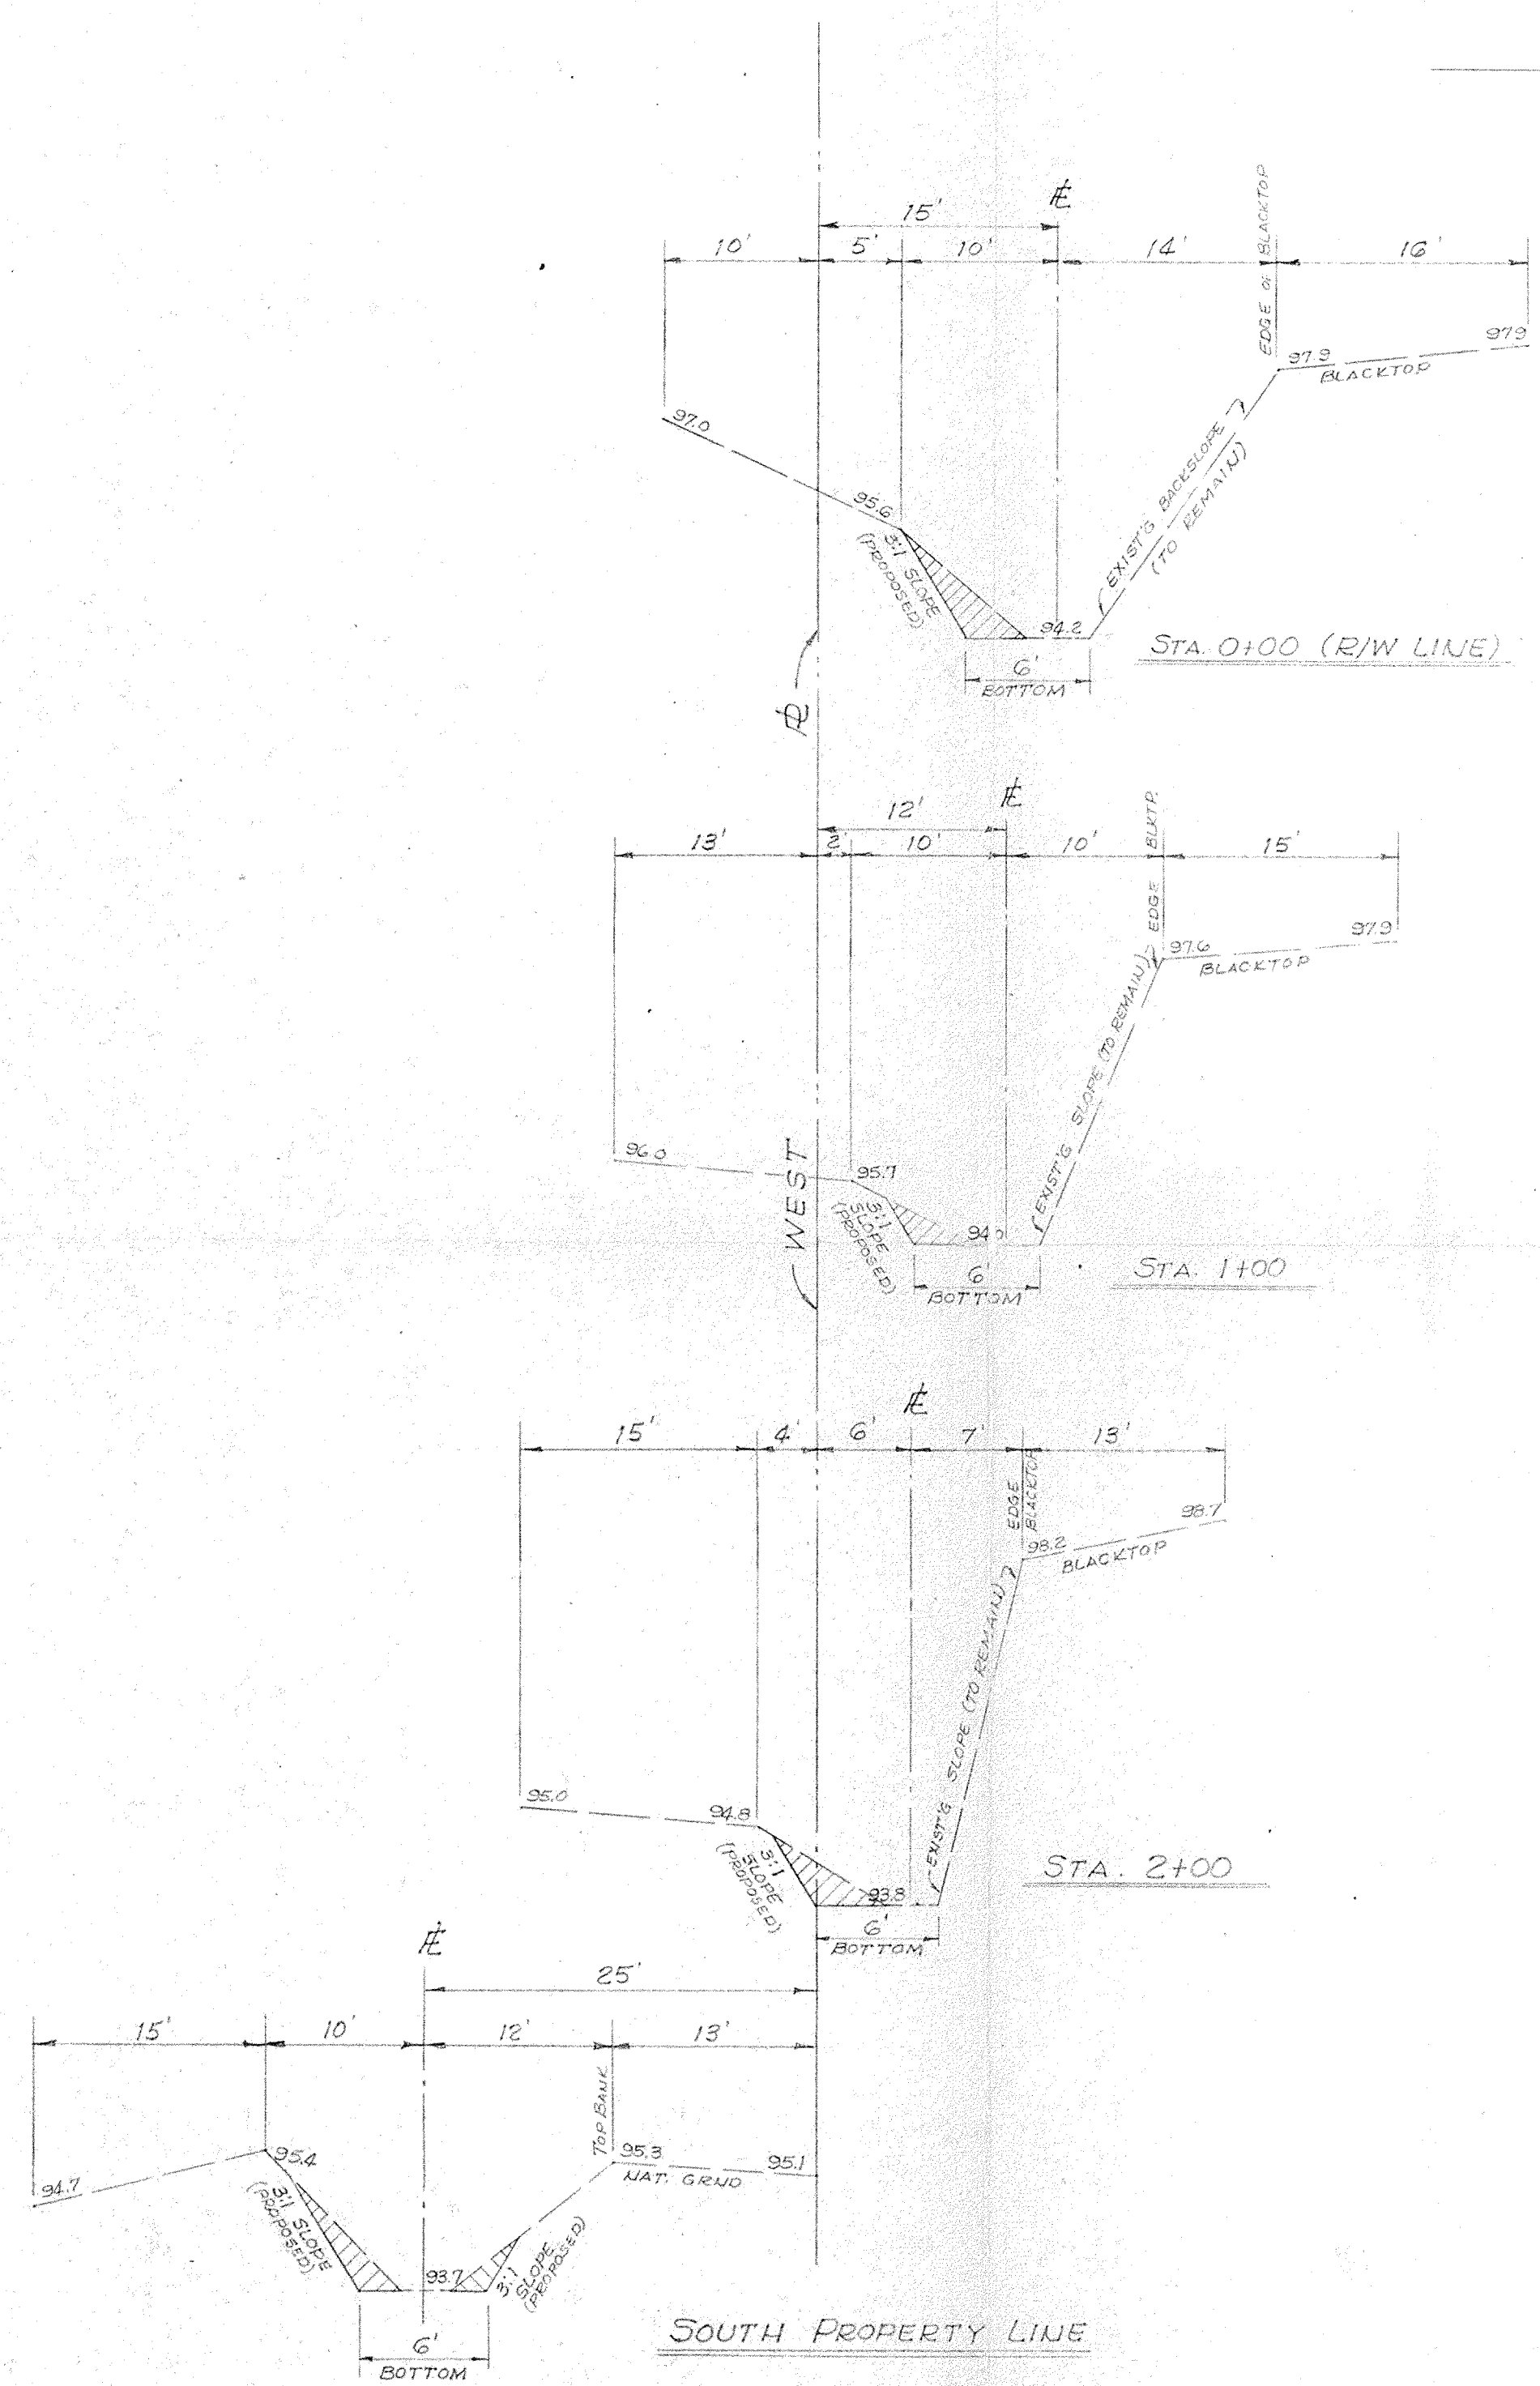 15' ℄
10' 5' 10' 14' 16'
EDGE OF BLACKTOP
97.0
97.9
979
BLACKTOP
95.6
3:1 SLOPE
(PROPOSED)
EXIST'G BACKSLOPE
(TO REMAIN)
94.2
6'
BOTTOM
STA. 0+00 (R/W LINE)
℄
12'
13' 2' 10' 10' 15'
EDGE BLKTP.
97.6
97.9
BLACKTOP
96.0
95.7
3:1
SLOPE
(PROPOSED)
EXIST'G SLOPE (TO REMAIN)
94.0
6'
BOTTOM
STA. 1+00
WEST
℄
15' 4' 6' 7' 13'
EDGE
BLACKTOP
98.2
98.7
BLACKTOP
95.0
94.8
3:1
SLOPE
(PROPOSED)
EXIST'G SLOPE (TO REMAIN)
93.8
6'
BOTTOM
STA. 2+00
℄
25'
15' 10' 12' 13'
TOP BANK
94.7
95.4
95.3
95.1
NAT. GRND
3:1 SLOPE
(PROPOSED)
93.7
3:1
SLOPE
(PROPOSED)
6'
BOTTOM
SOUTH PROPERTY LINE